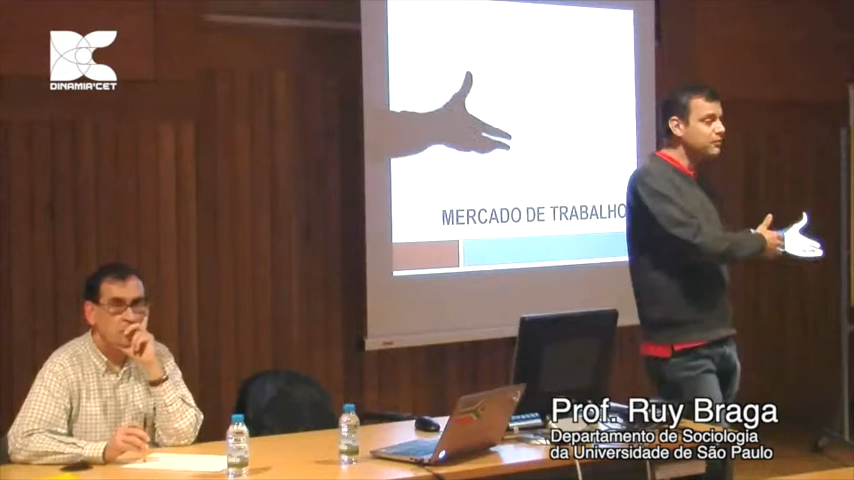 DINAMIA'CET
MERCADO DE TRABALHO
Prof. Ruy Braga
Departamento de Sociologia
da Universidade de São Paulo